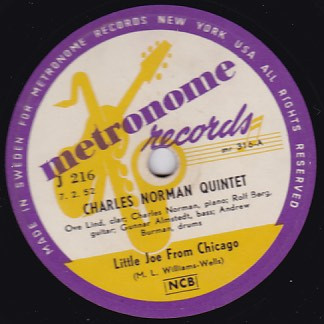 MADE IN SWEDEN FOR METRONOME RECORDS NEW YORK USA ALL RIGHTS RESERVED
metronome
records
mr 316-A
J 216
7. 2. 52
CHARLES NORMAN QUINTET
Ove Lind, clar; Charles Norman, piano; Rolf Berg,
guitar; Gunnar Almstedt, bass; Andrew
Burman, drums
Little Joe From Chicago
(M. L. Williams-Wells)
NCB